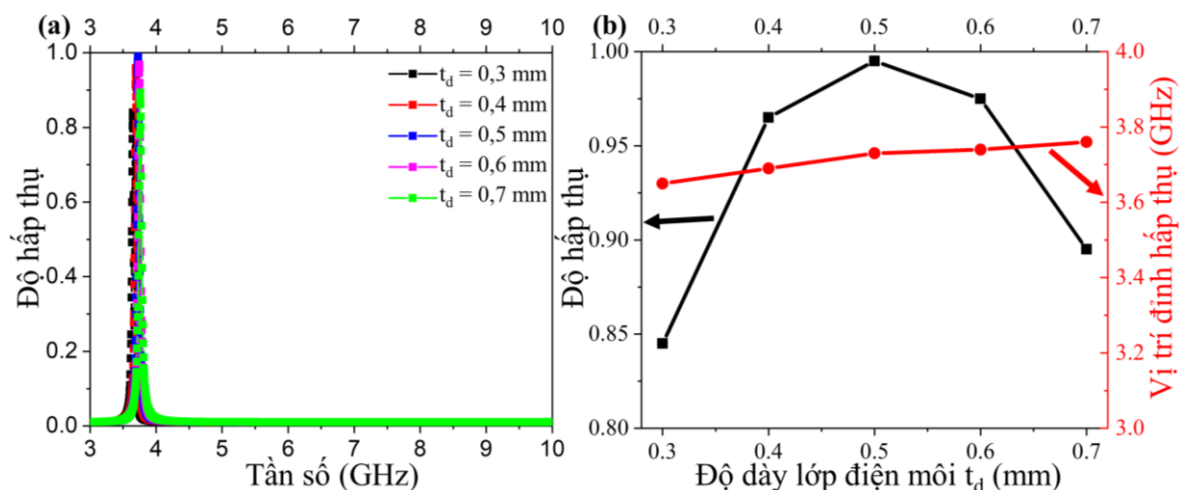 (a)
3 4 5 6 7 8 9 10
1.0
0.8
0.6
0.4
0.2
0.0
Độ hấp thụ
t_d = 0,3 mm
t_d = 0,4 mm
t_d = 0,5 mm
t_d = 0,6 mm
t_d = 0,7 mm
3 4 5 6 7 8 9 10
Tần số (GHz)
(b)
0.3 0.4 0.5 0.6 0.7
1.00
0.95
0.90
0.85
0.80
Độ hấp thụ
4.0
3.8
3.6
3.4
3.2
3.0
Vị trí đỉnh hấp thụ (GHz)
0.3 0.4 0.5 0.6 0.7
Độ dày lớp điện môi t_d (mm)